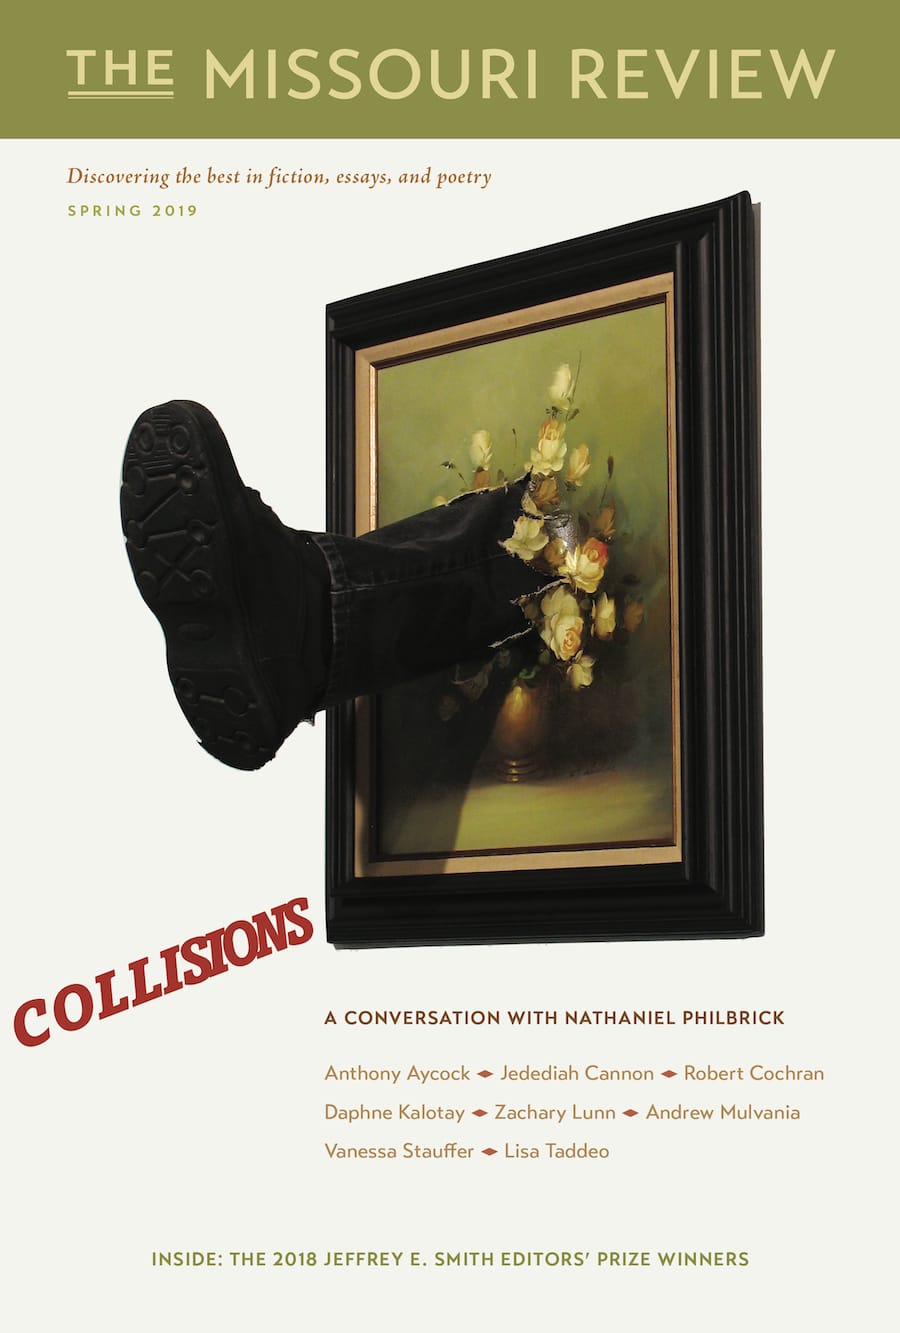 THE MISSOURI REVIEW
Discovering the best in fiction, essays, and poetry
SPRING 2019
COLLISIONS
A CONVERSATION WITH NATHANIEL PHILBRICK
Anthony Aycock ◆ Jedediah Cannon ◆ Robert Cochran
Daphne Kalotay ◆ Zachary Lunn ◆ Andrew Mulvania
Vanessa Stauffer ◆ Lisa Taddeo
INSIDE: THE 2018 JEFFREY E. SMITH EDITORS’ PRIZE WINNERS